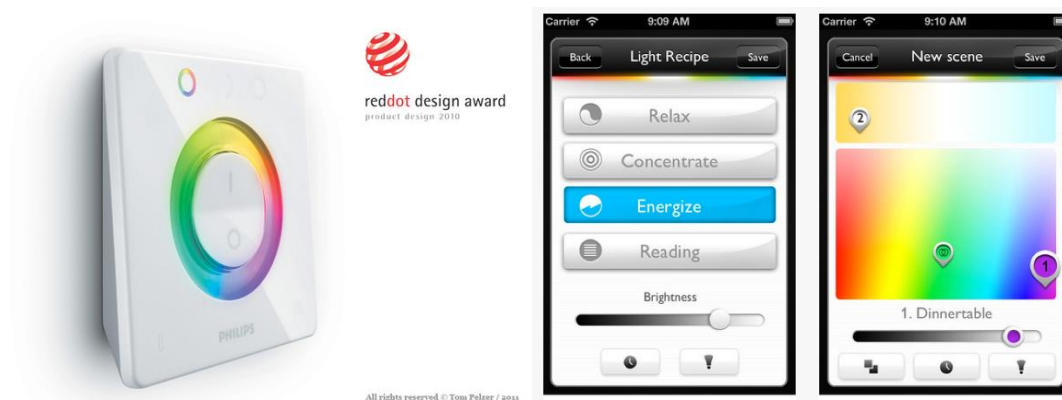 reddot design award
product design 2010
PHILIPS
All rights reserved © Tom Pelzer / 2011
Carrier
9:09 AM
Back
Light Recipe
Save
Relax
Concentrate
Energize
Reading
Brightness
Carrier
9:10 AM
Cancel
New scene
Save
2
1
1. Dinnertable